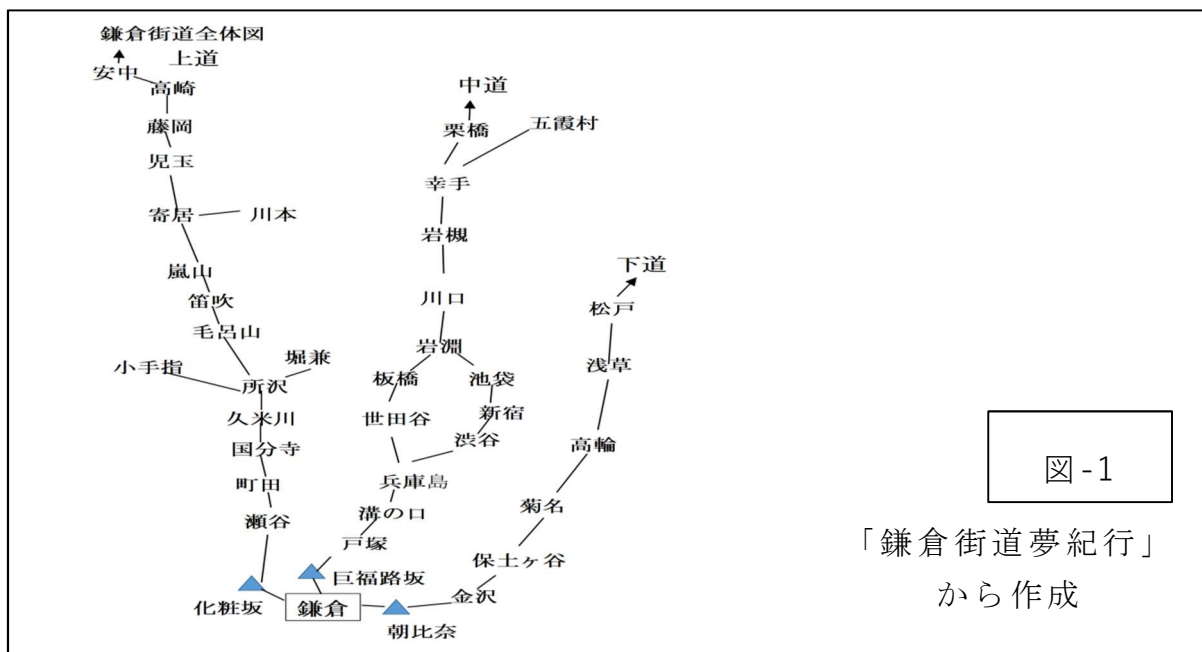 鎌倉街道全体図
上道
安中
高崎
藤岡
児玉
寄居
川本
嵐山
笛吹
毛呂山
小手指
堀兼
所沢
久米川
国分寺
町田
瀬谷
化粧坂
中道
栗橋
五霞村
幸手
岩槻
川口
岩淵
板橋
池袋
世田谷
新宿
渋谷
兵庫島
溝の口
戸塚
巨福路坂
鎌倉
下道
松戸
浅草
高輪
菊名
保土ヶ谷
金沢
朝比奈
図-1
「鎌倉街道夢紀行」
から作成